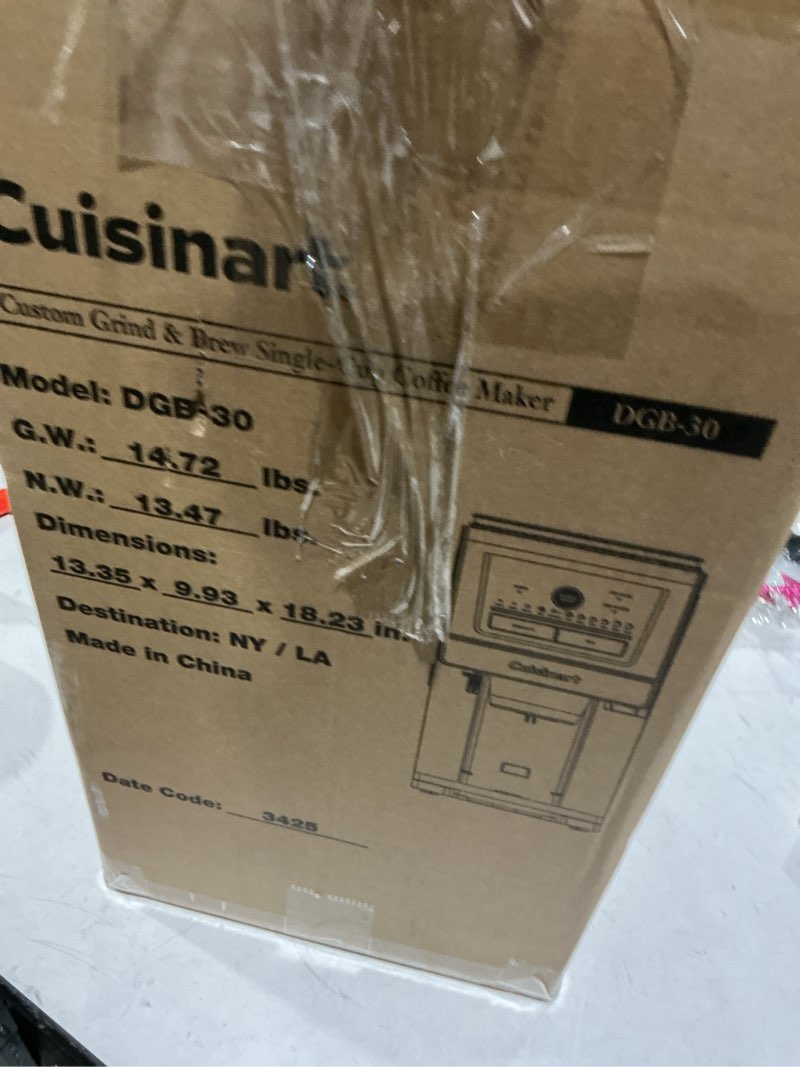 Cuisinart
Custom Grind & Brew Single-Cup Coffee Maker DGB-30
Model: DGB-30
G.W.: 14.72 lbs.
N.W.: 13.47 lbs.
Dimensions:
13.35 x 9.93 x 18.23 in.
Destination: NY / LA
Made in China
Cuisinart
Date Code: 3425